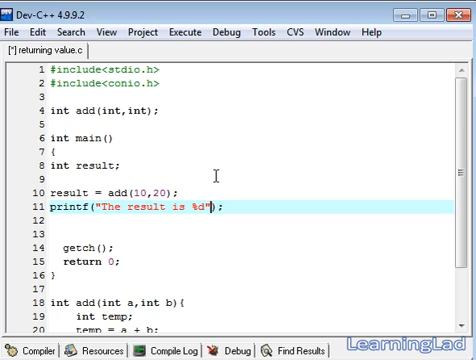 Dev-C++ 4.9.9.2
File Edit Search View Project Execute Debug Tools CVS Window Help
[*] returning value.c
1 #include<stdio.h>
2 #include<conio.h>
3
4 int add(int,int);
5
6 int main()
7 {
8 int result;
9
10 result = add(10,20);
11 printf("The result is %d");
12
13
14 getch();
15 return 0;
16 }
17
18 int add(int a,int b){
19 int temp;
20 temp = a + b;
Compiler Resources Compile Log Debug Find Results
LearningLad